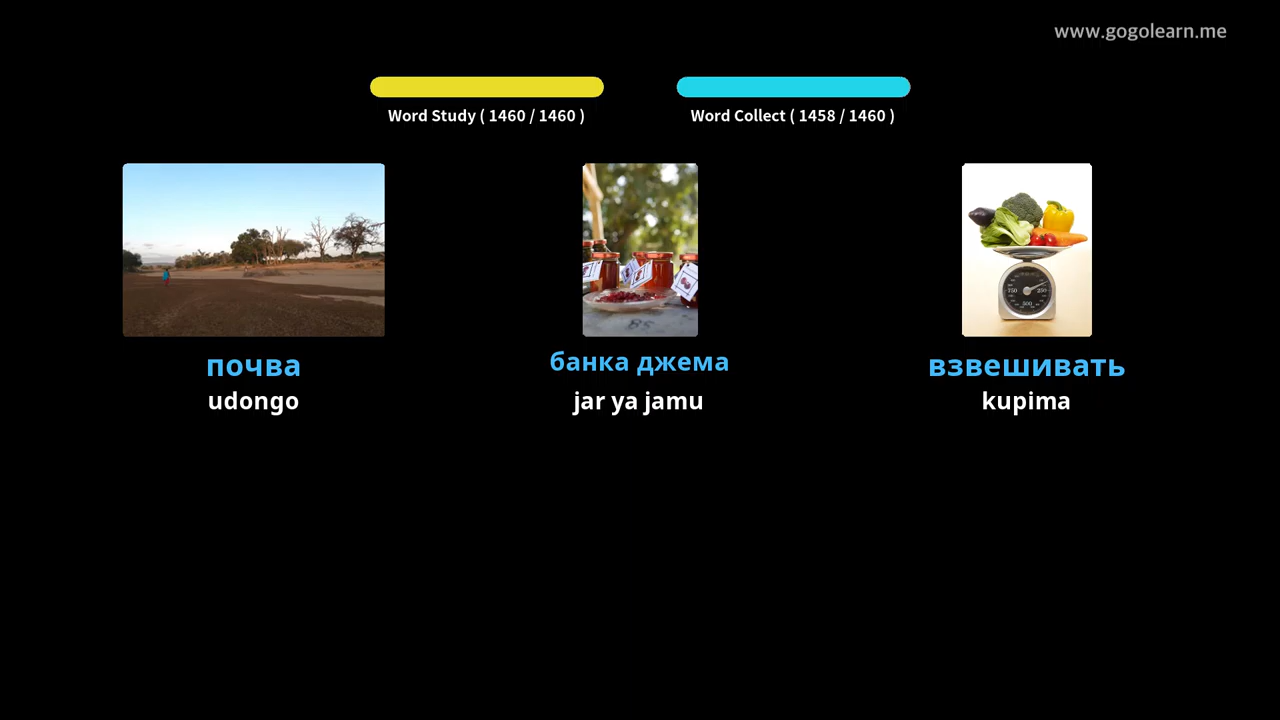 www.gogolearn.me
Word Study ( 1460 / 1460 )
Word Collect ( 1458 / 1460 )
почва
банка джема
взвешивать
udongo
jar ya jamu
kupima